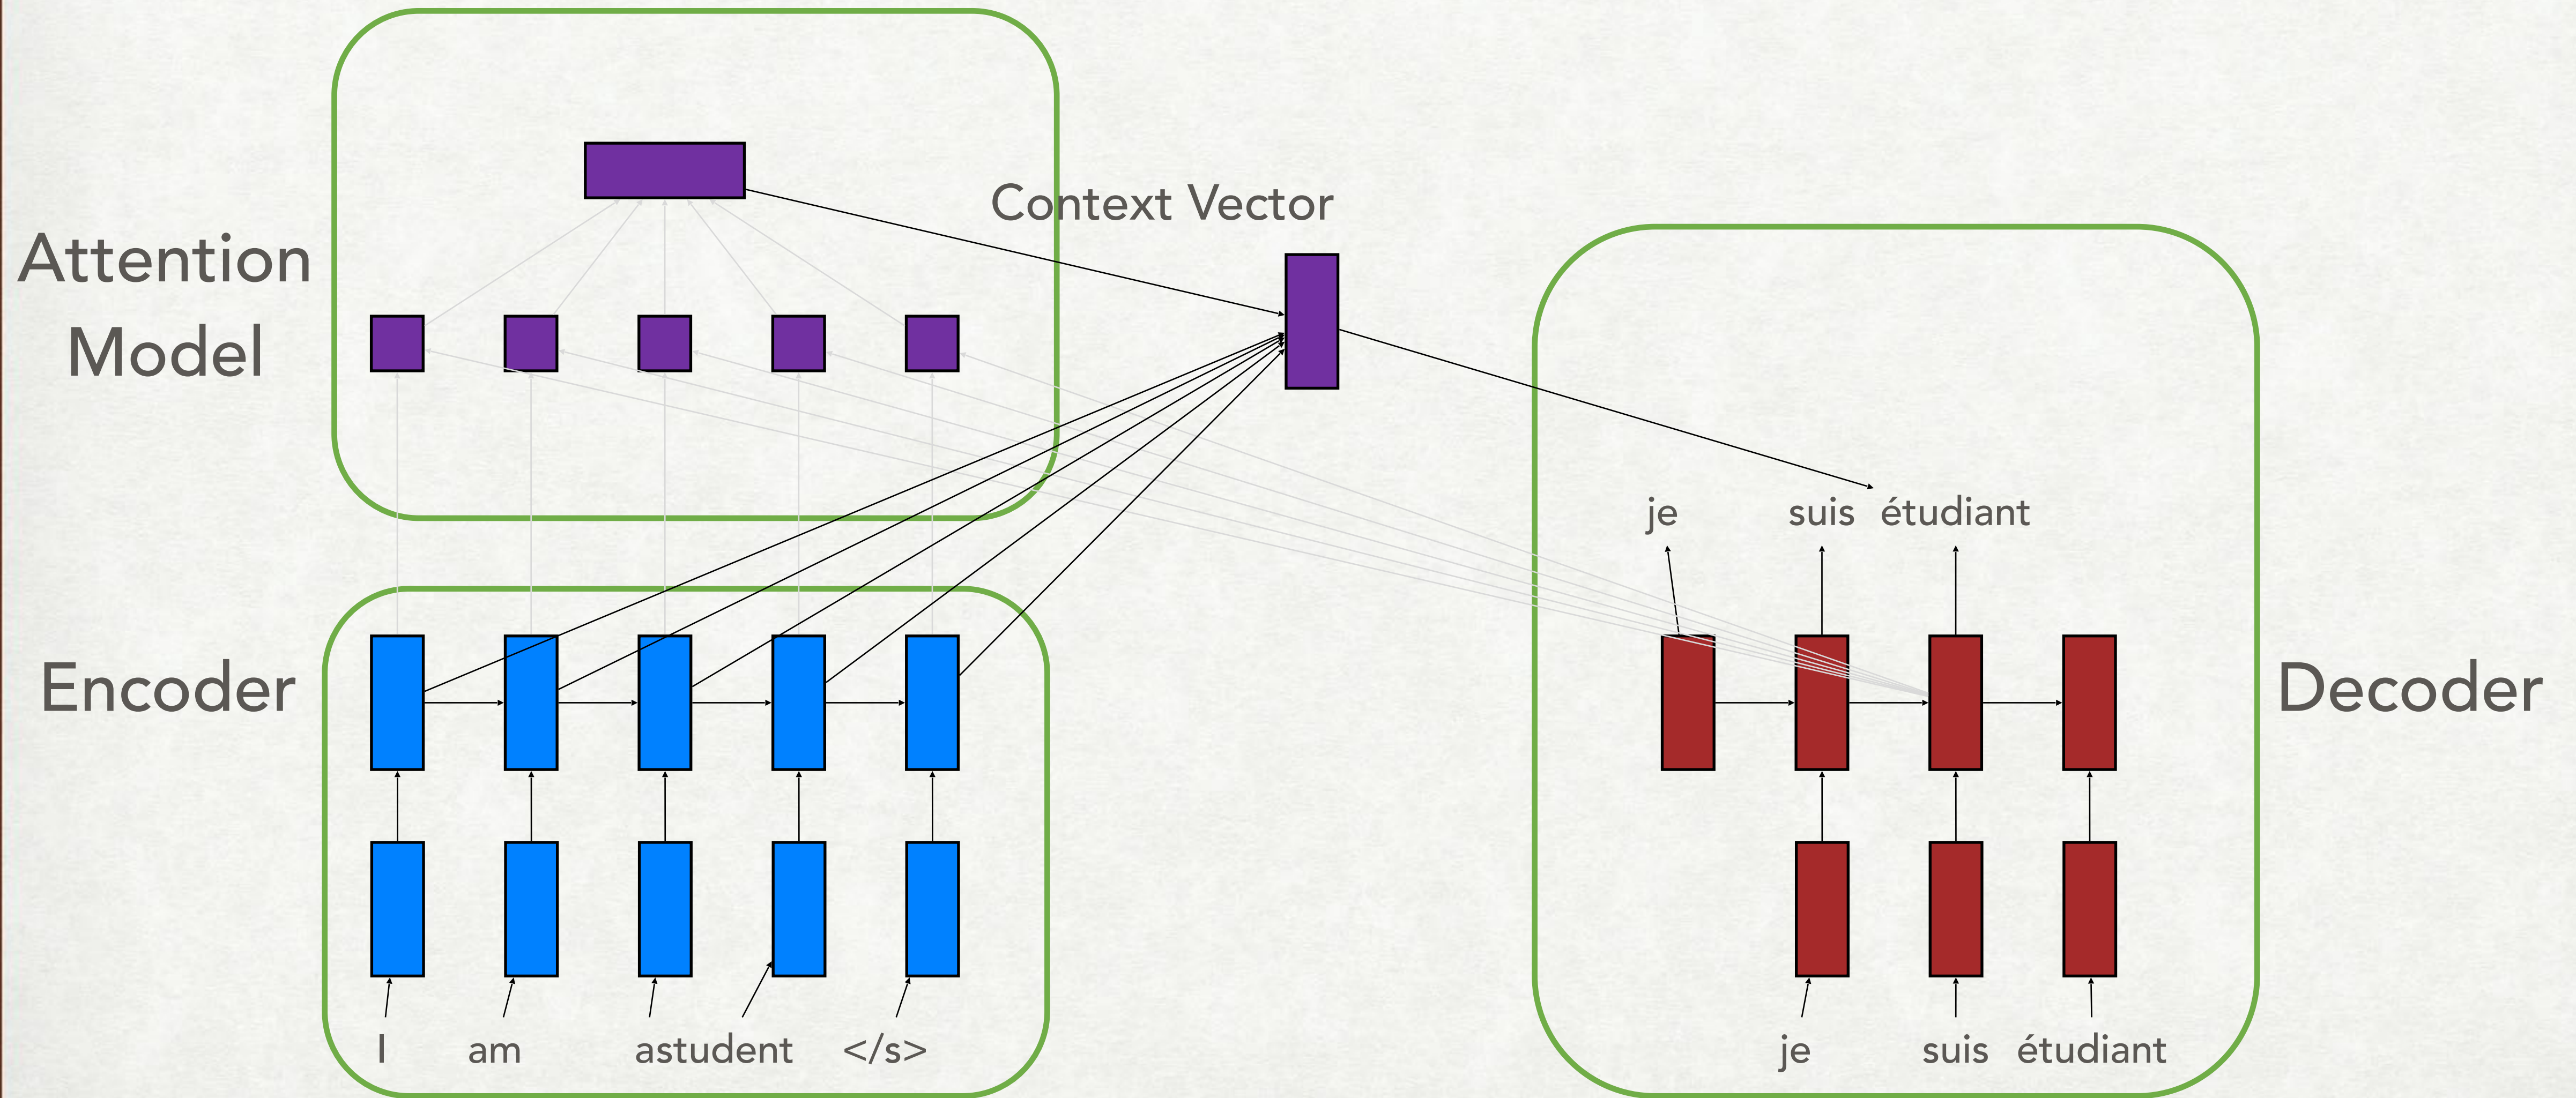 Context Vector
Attention
Model
je suis étudiant
Encoder
Decoder
I am astudent </s>
je suis étudiant